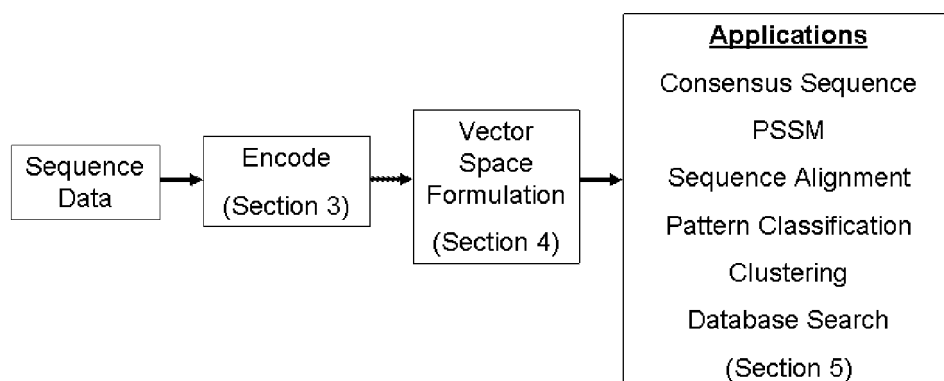 Sequence
Data
Encode
(Section 3)
Vector
Space
Formulation
(Section 4)
Applications
Consensus Sequence
PSSM
Sequence Alignment
Pattern Classification
Clustering
Database Search
(Section 5)